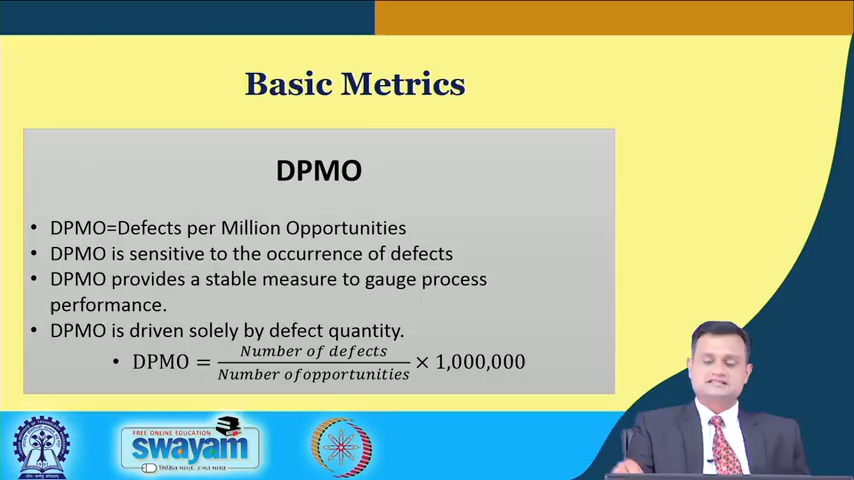 Basic Metrics
DPMO
• DPMO=Defects per Million Opportunities
• DPMO is sensitive to the occurrence of defects
• DPMO provides a stable measure to gauge process
performance.
• DPMO is driven solely by defect quantity.
• DPMO = Number of defects / Number ofopportunities × 1,000,000
FREE ONLINE EDUCATION
swayam